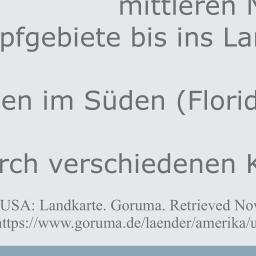 mittleren
pfgebiete bis ins La
en im Süden (Florid
rch verschiedenen K
USA: Landkarte. Goruma. Retrieved Nov
https://www.goruma.de/laender/amerika/u